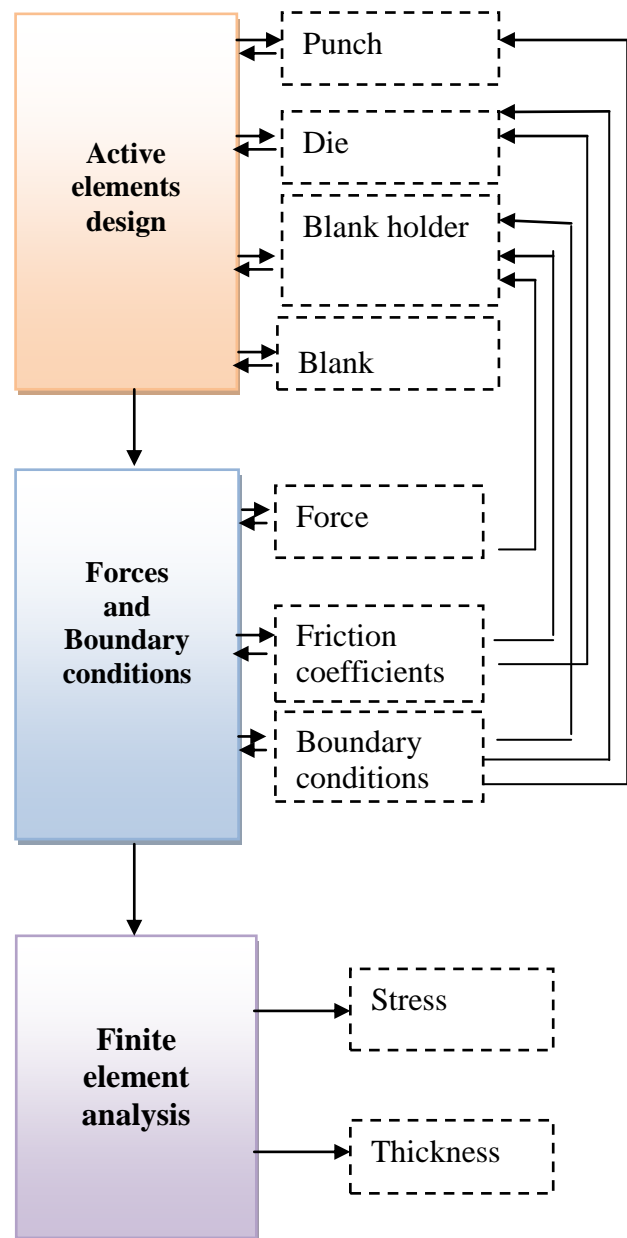 Active
elements
design
Punch
Die
Blank holder
Blank
Forces
and
Boundary
conditions
Force
Friction
coefficients
Boundary
conditions
Finite
element
analysis
Stress
Thickness